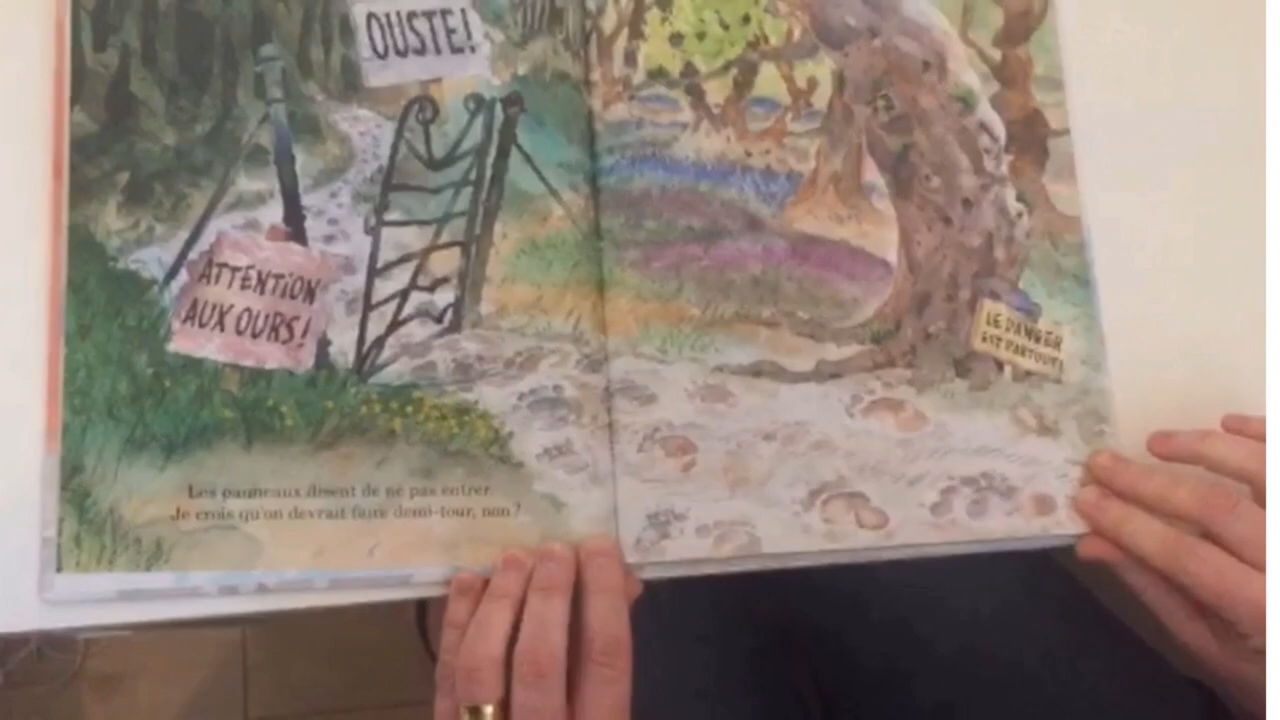 OUSTE!
ATTENTION
AUX OURS!
LE DANGER
EST PARTOUT!
Les panneaux disent de ne pas entrer.
Je crois qu'on devrait faire demi-tour, non ?